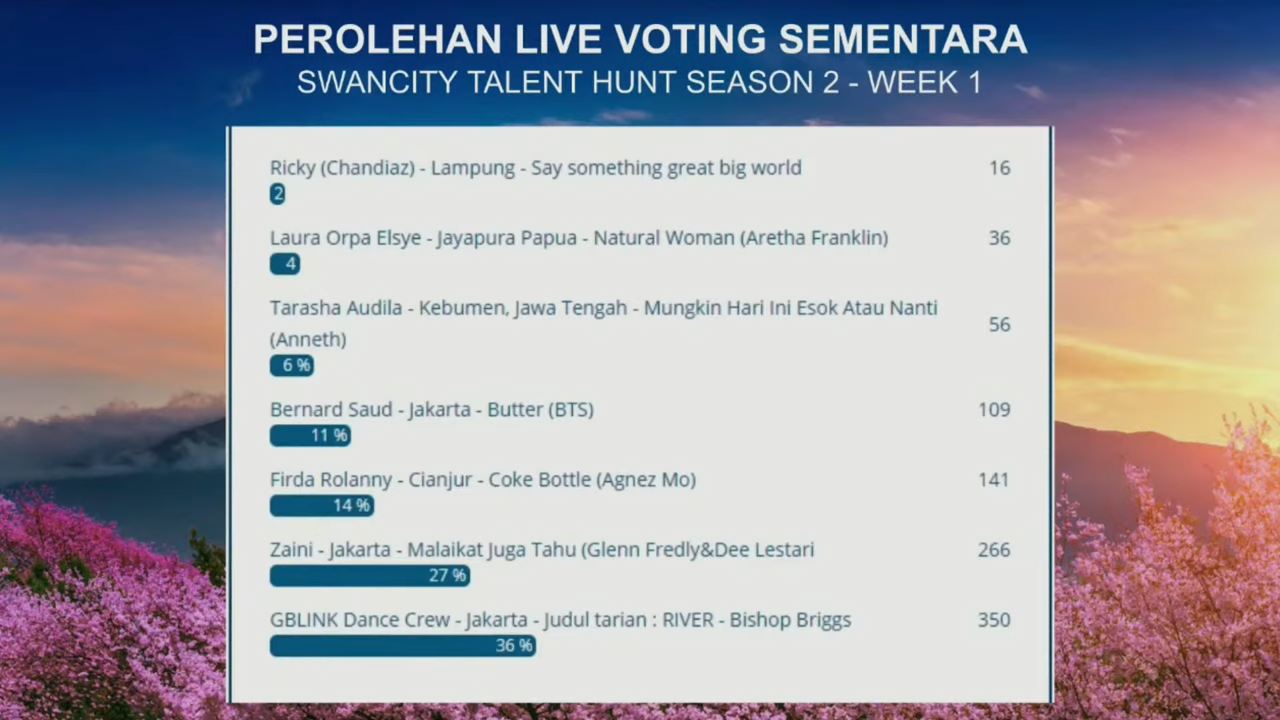 PEROLEHAN LIVE VOTING SEMENTARA
SWANCITY TALENT HUNT SEASON 2 - WEEK 1
Ricky (Chandiaz) - Lampung - Say something great big world 16
2
Laura Orpa Elsye - Jayapura Papua - Natural Woman (Aretha Franklin) 36
4
Tarasha Audila - Kebumen, Jawa Tengah - Mungkin Hari Ini Esok Atau Nanti
(Anneth) 56
6 %
Bernard Saud - Jakarta - Butter (BTS) 109
11 %
Firda Rolanny - Cianjur - Coke Bottle (Agnez Mo) 141
14 %
Zaini - Jakarta - Malaikat Juga Tahu (Glenn Fredly&Dee Lestari 266
27 %
GBLINK Dance Crew - Jakarta - Judul tarian : RIVER - Bishop Briggs 350
36 %